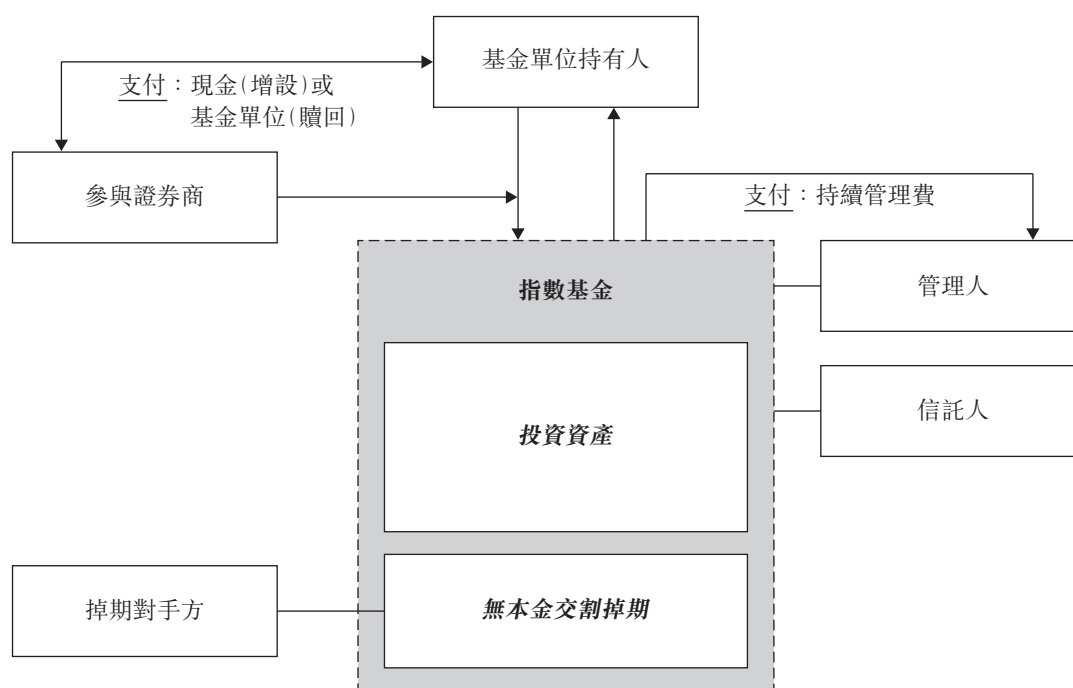 基金單位持有人
支付：現金(增設)或
基金單位(贖回)
參與證券商
支付：持續管理費
指數基金
管理人
投資資產
信託人
掉期對手方
無本金交割掉期